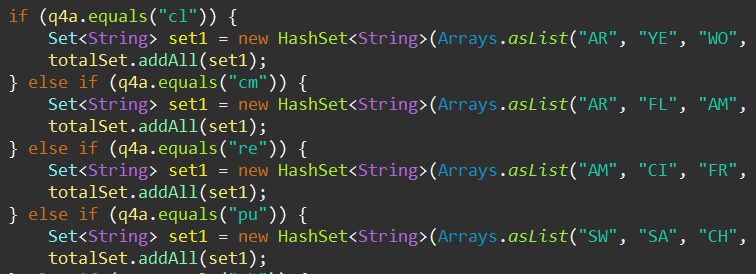 if (q4a.equals("cl")) {
    Set<String> set1 = new HashSet<String>(Arrays.asList("AR", "YE", "WO",
    totalSet.addAll(set1);
} else if (q4a.equals("cm")) {
    Set<String> set1 = new HashSet<String>(Arrays.asList("AR", "FL", "AM",
    totalSet.addAll(set1);
} else if (q4a.equals("re")) {
    Set<String> set1 = new HashSet<String>(Arrays.asList("AM", "CI", "FR",
    totalSet.addAll(set1);
} else if (q4a.equals("pu")) {
    Set<String> set1 = new HashSet<String>(Arrays.asList("SW", "SA", "CH",
    totalSet.addAll(set1);